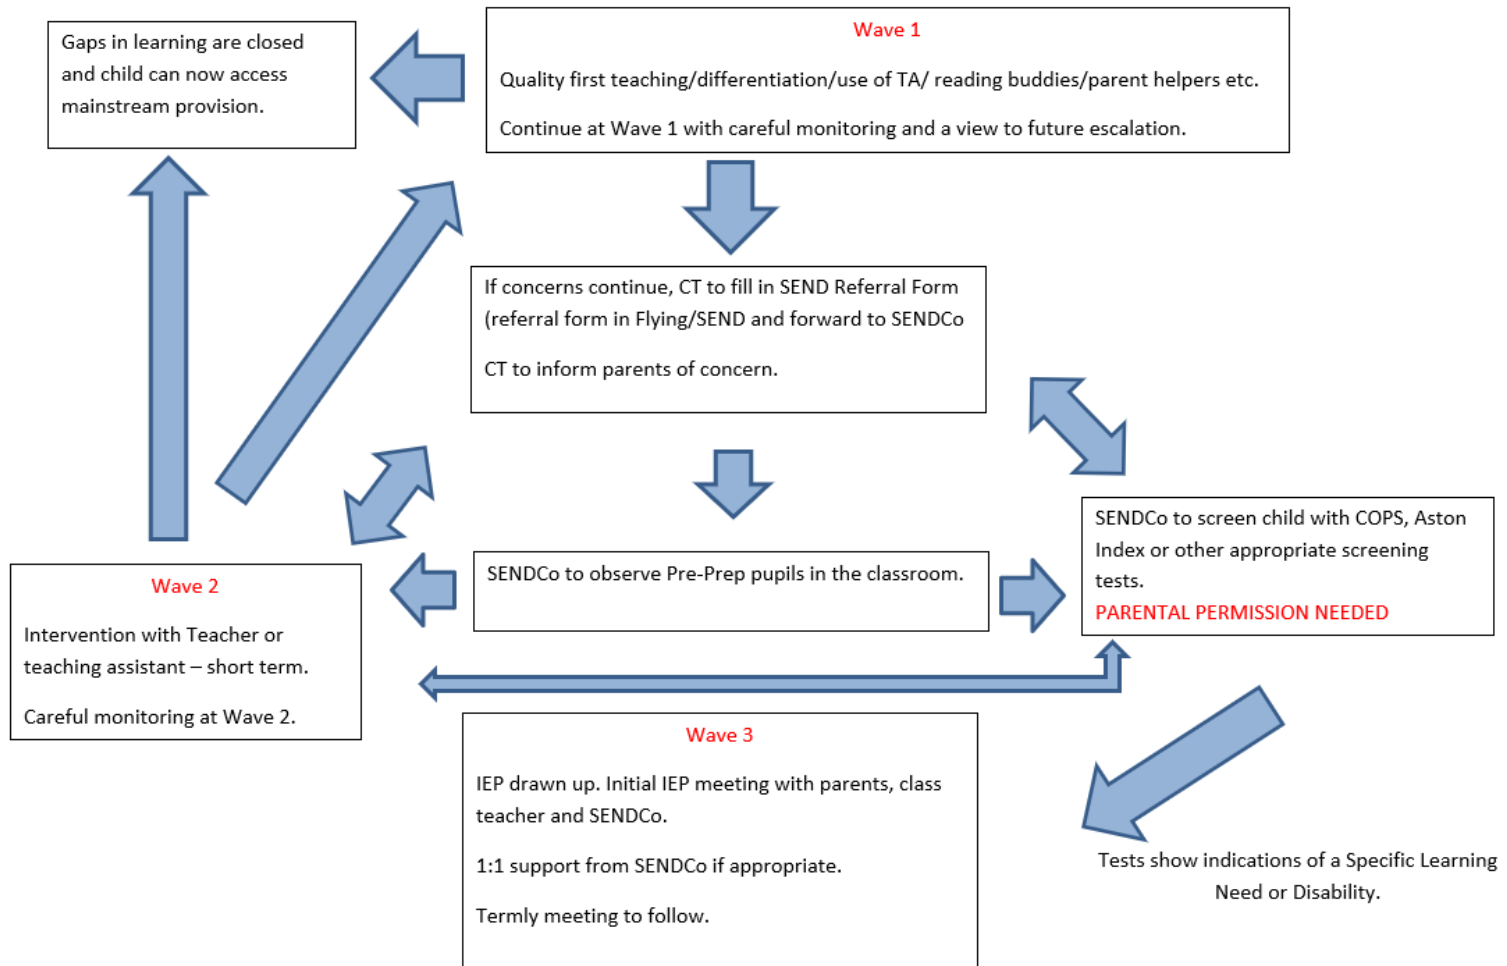 Gaps in learning are closed
and child can now access
mainstream provision.
Wave 1
Quality first teaching/differentiation/use of TA/ reading buddies/parent helpers etc.
Continue at Wave 1 with careful monitoring and a view to future escalation.
If concerns continue, CT to fill in SEND Referral Form
(referral form in Flying/SEND and forward to SENDCo
CT to inform parents of concern.
SENDCo to screen child with COPS, Aston
Index or other appropriate screening
tests.
PARENTAL PERMISSION NEEDED
SENDCo to observe Pre-Prep pupils in the classroom.
Wave 2
Intervention with Teacher or
teaching assistant – short term.
Careful monitoring at Wave 2.
Wave 3
IEP drawn up. Initial IEP meeting with parents, class
teacher and SENDCo.
1:1 support from SENDCo if appropriate.
Termly meeting to follow.
Tests show indications of a Specific Learning
Need or Disability.